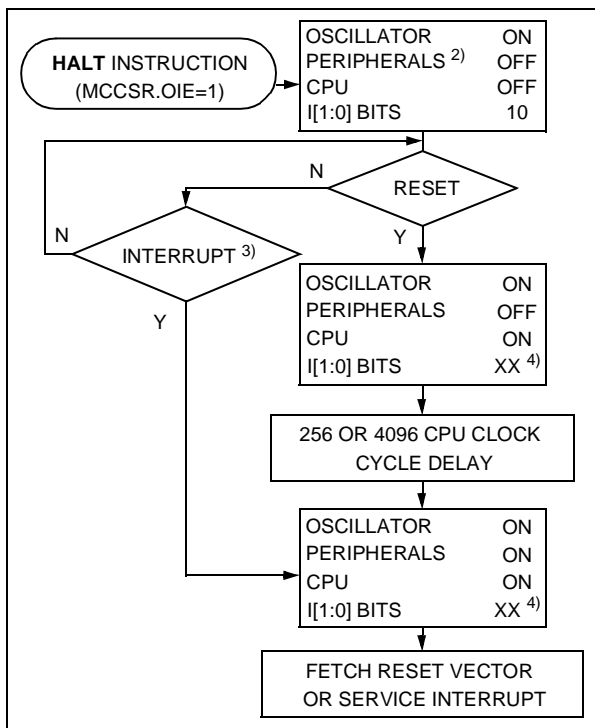 HALT INSTRUCTION
(MCCSR.OIE=1)
OSCILLATOR ON
PERIPHERALS 2) OFF
CPU OFF
I[1:0] BITS 10
N
RESET
N
INTERRUPT 3)
Y
Y
OSCILLATOR ON
PERIPHERALS OFF
CPU ON
I[1:0] BITS XX 4)
256 OR 4096 CPU CLOCK
CYCLE DELAY
OSCILLATOR ON
PERIPHERALS ON
CPU ON
I[1:0] BITS XX 4)
FETCH RESET VECTOR
OR SERVICE INTERRUPT